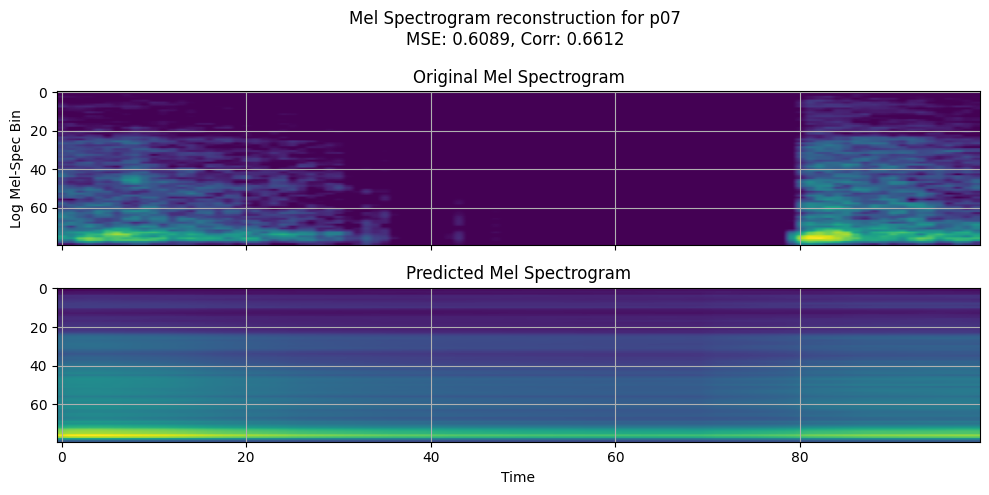 Mel Spectrogram reconstruction for p07
MSE: 0.6089, Corr: 0.6612
Original Mel Spectrogram
0
20
40
60
Log Mel-Spec Bin
Predicted Mel Spectrogram
0
20
40
60
0 20 40 60 80
Time